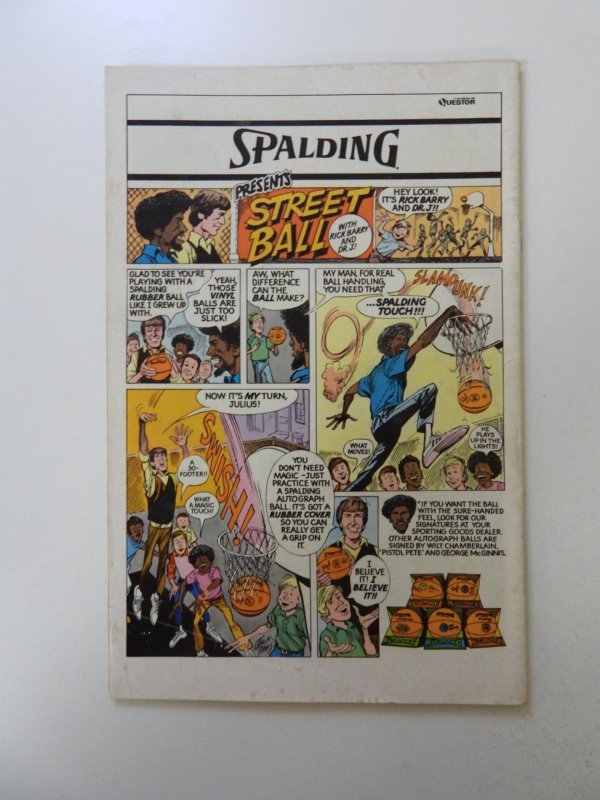 QUESTOR
SPALDING
PRESENTS
STREET
BALL
WITH
RICK BARRY
AND
DR. J!
HEY LOOK!
IT'S RICK BARRY
AND DR. J!!
GLAD TO SEE YOU'RE
PLAYING WITH A
SPALDING
RUBBER BALL
LIKE I GREW UP
WITH.
YEAH,
THOSE
VINYL
BALLS ARE
JUST TOO
SLICK!
AW, WHAT
DIFFERENCE
CAN THE
BALL MAKE?
MY MAN, FOR REAL
BALL HANDLING,
YOU NEED THAT
...SPALDING
TOUCH!!!
SLAM DUNK!
WHAT
MOVES!
HE
PLAYS
UP IN THE
LIGHTS!
NOW IT'S MY TURN,
JULIUS!
A
30-
FOOTER!!
WHAT
A MAGIC
TOUCH!
SWISH!
YOU
DON'T NEED
MAGIC-JUST
PRACTICE WITH
A SPALDING
AUTOGRAPH
BALL. IT'S GOT A
RUBBER COVER
SO YOU CAN
REALLY GET
A GRIP ON
IT.
I
BELIEVE
IT! I
BELIEVE
IT!!
"IF YOU WANT THE BALL
WITH THE SURE-HANDED
FEEL, LOOK FOR OUR
SIGNATURES AT YOUR
SPORTING GOODS DEALER.
OTHER AUTOGRAPH BALLS ARE
SIGNED BY WILT CHAMBERLAIN,
'PISTOL PETE' AND GEORGE McGINNIS.